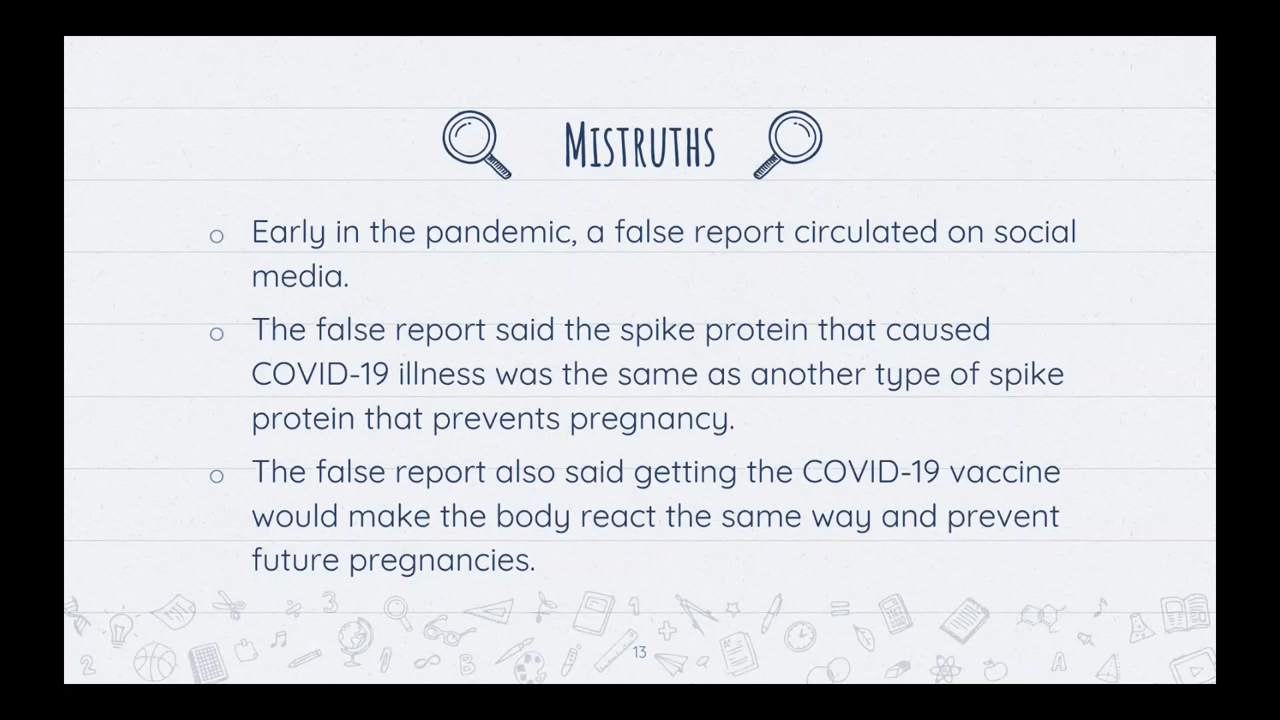 Mistruths
Early in the pandemic, a false report circulated on social
media.
The false report said the spike protein that caused
COVID-19 illness was the same as another type of spike
protein that prevents pregnancy.
The false report also said getting the COVID-19 vaccine
would make the body react the same way and prevent
future pregnancies.
3
1
2
B
A
13